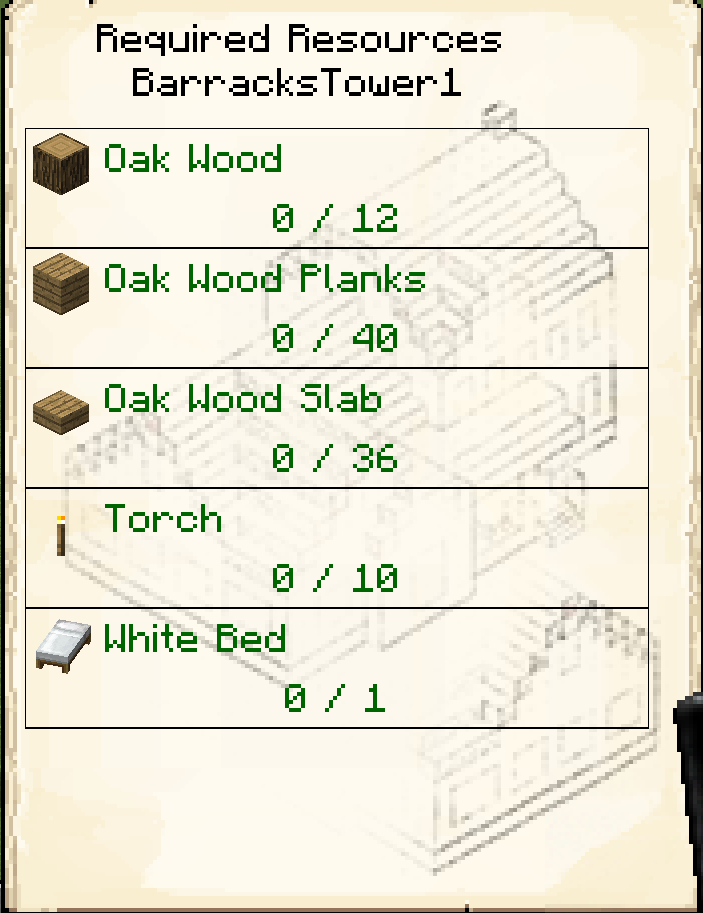 Required Resources
BarracksTower1
Oak Wood
0 / 12
Oak Wood Planks
0 / 40
Oak Wood Slab
0 / 36
Torch
0 / 10
White Bed
0 / 1